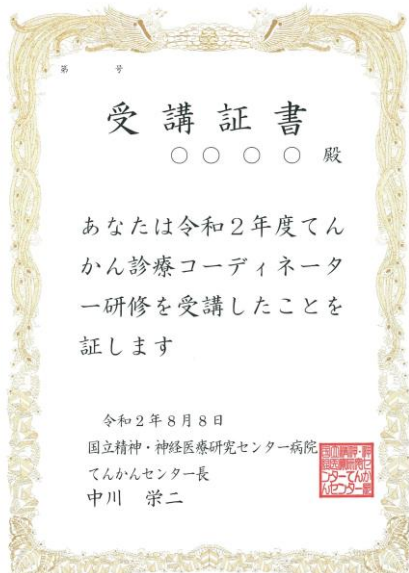 第　　号
受講証書
○○○○ 殿
あなたは令和２年度てん
かん診療コーディネータ
ー研修を受講したことを
証します
令和２年８月８日
国立精神・神経医療研究センター病院
てんかんセンター長
中川　栄二